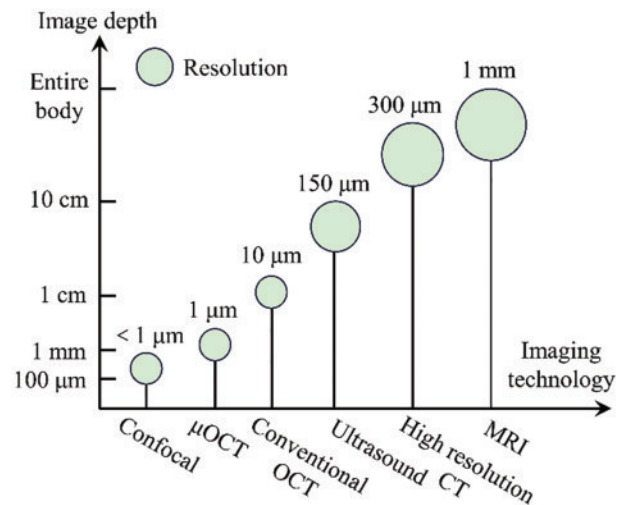 Image depth
Resolution
Entire
body
10 cm
1 cm
1 mm
100 μm
< 1 μm
1 μm
10 μm
150 μm
300 μm
1 mm
Imaging
technology
Confocal
μOCT
Conventional
OCT
Ultrasound
High resolution
CT
MRI